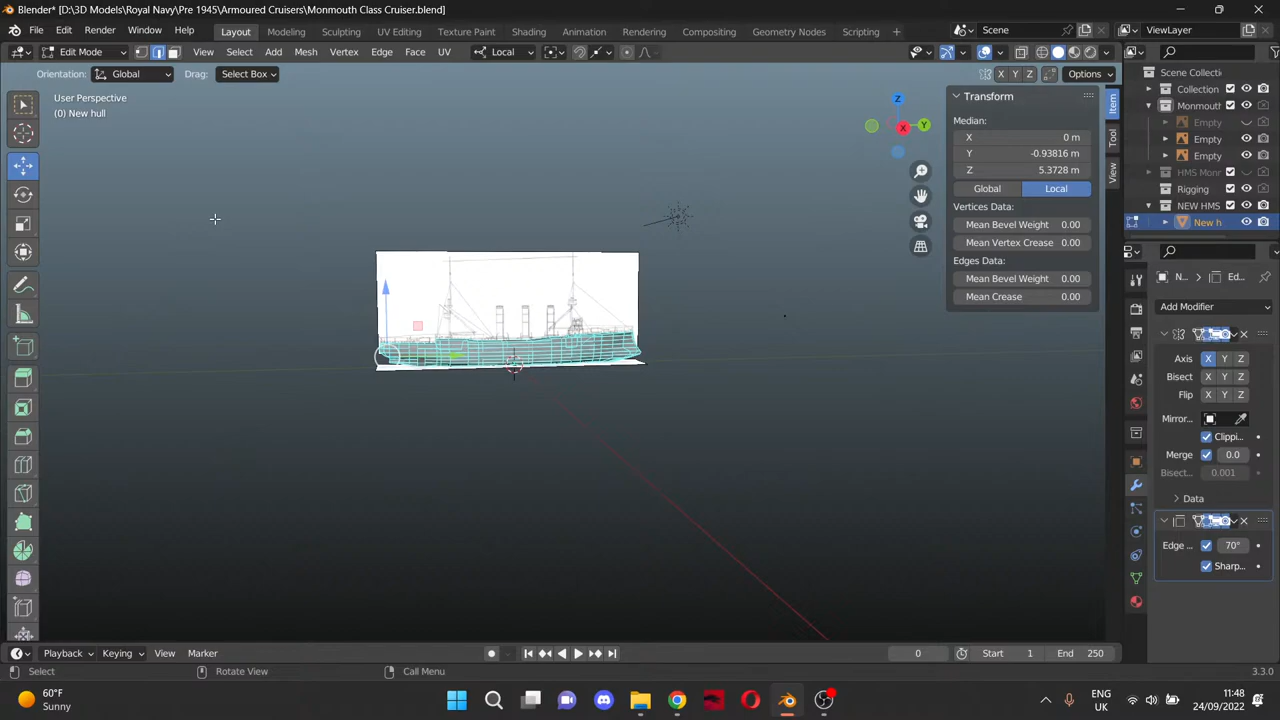 Blender* [D:\3D Models\Royal Navy\Pre 1945\Armoured Cruisers\Monmouth Class Cruiser.blend]
File Edit Render Window Help Layout Modeling Sculpting UV Editing Texture Paint Shading Animation Rendering Compositing Geometry Nodes Scripting + Scene ViewLayer
Edit Mode View Select Add Mesh Vertex Edge Face UV Local
Orientation: Global Drag: Select Box X Y Z Options
User Perspective
(0) New hull
Z
Y
X
Transform
Median:
X 0 m
Y -0.93816 m
Z 5.3728 m
Global Local
Vertices Data:
Mean Bevel Weight 0.00
Mean Vertex Crease 0.00
Edges Data:
Mean Bevel Weight 0.00
Mean Crease 0.00
Item
Tool
View
Scene Collecti
Collection
Monmouth
Empty
Empty
Empty
HMS Monr
Rigging
NEW HMS
New h
N... Ed...
Add Modifier
Axis X Y Z
Bisect X Y Z
Flip X Y Z
Mirror...
Clippi...
Merge 0.0
Bisect... 0.001
Data
Edge ... 70°
Sharp...
Playback Keying View Marker 0 Start 1 End 250
Select Rotate View Call Menu 3.3.0
60°F
Sunny
ENG
UK
11:48
24/09/2022